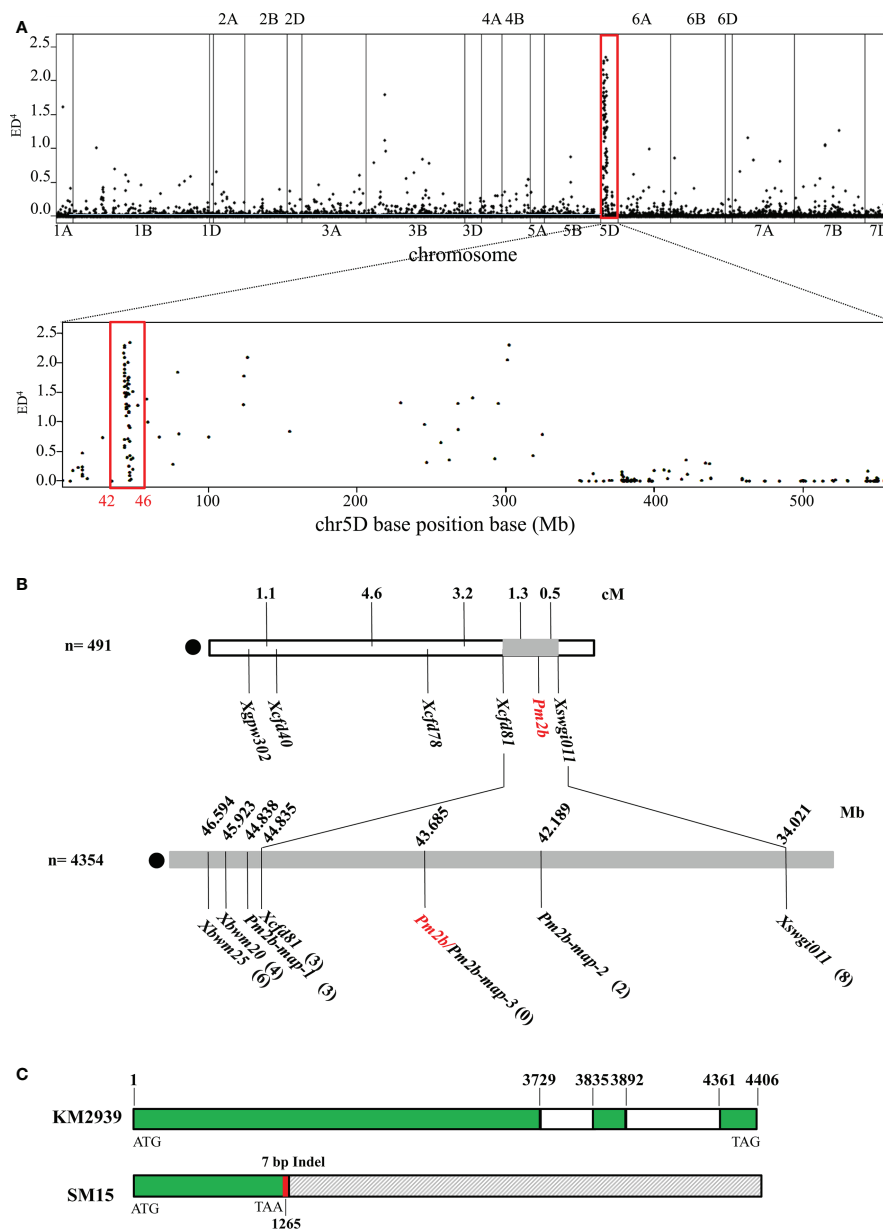 A
2A 2B 2D 4A 4B 6A 6B 6D
2.5
2.0
1.5
1.0
0.5
0.0
ED4
1A 1B 1D 3A 3B 3D 5A 5B 5D 7A 7B 7D
chromosome
2.5
2.0
1.5
1.0
0.5
0.0
ED4
42 46 100 200 300 400 500
chr5D base position base (Mb)
B
1.1 4.6 3.2 1.3 0.5 cM
n= 491
Xgpw302 Xcfd40 Xcfd78 Xcfd81 Pm2b Xswgi011
46.594 45.923 44.838 44.835 43.685 42.189 34.021 Mb
n= 4354
Xbwm25 (6)
Xbwm20 (4)
Pm2b-map-1 (3)
Xcfd81 (3)
Pm2b/Pm2b-map-3 (0)
Pm2b-map-2 (2)
Xswgi011 (8)
C
1 3729 3835 3892 4361 4406
KM2939
ATG TAG
7 bp Indel
SM15
ATG TAA
1265